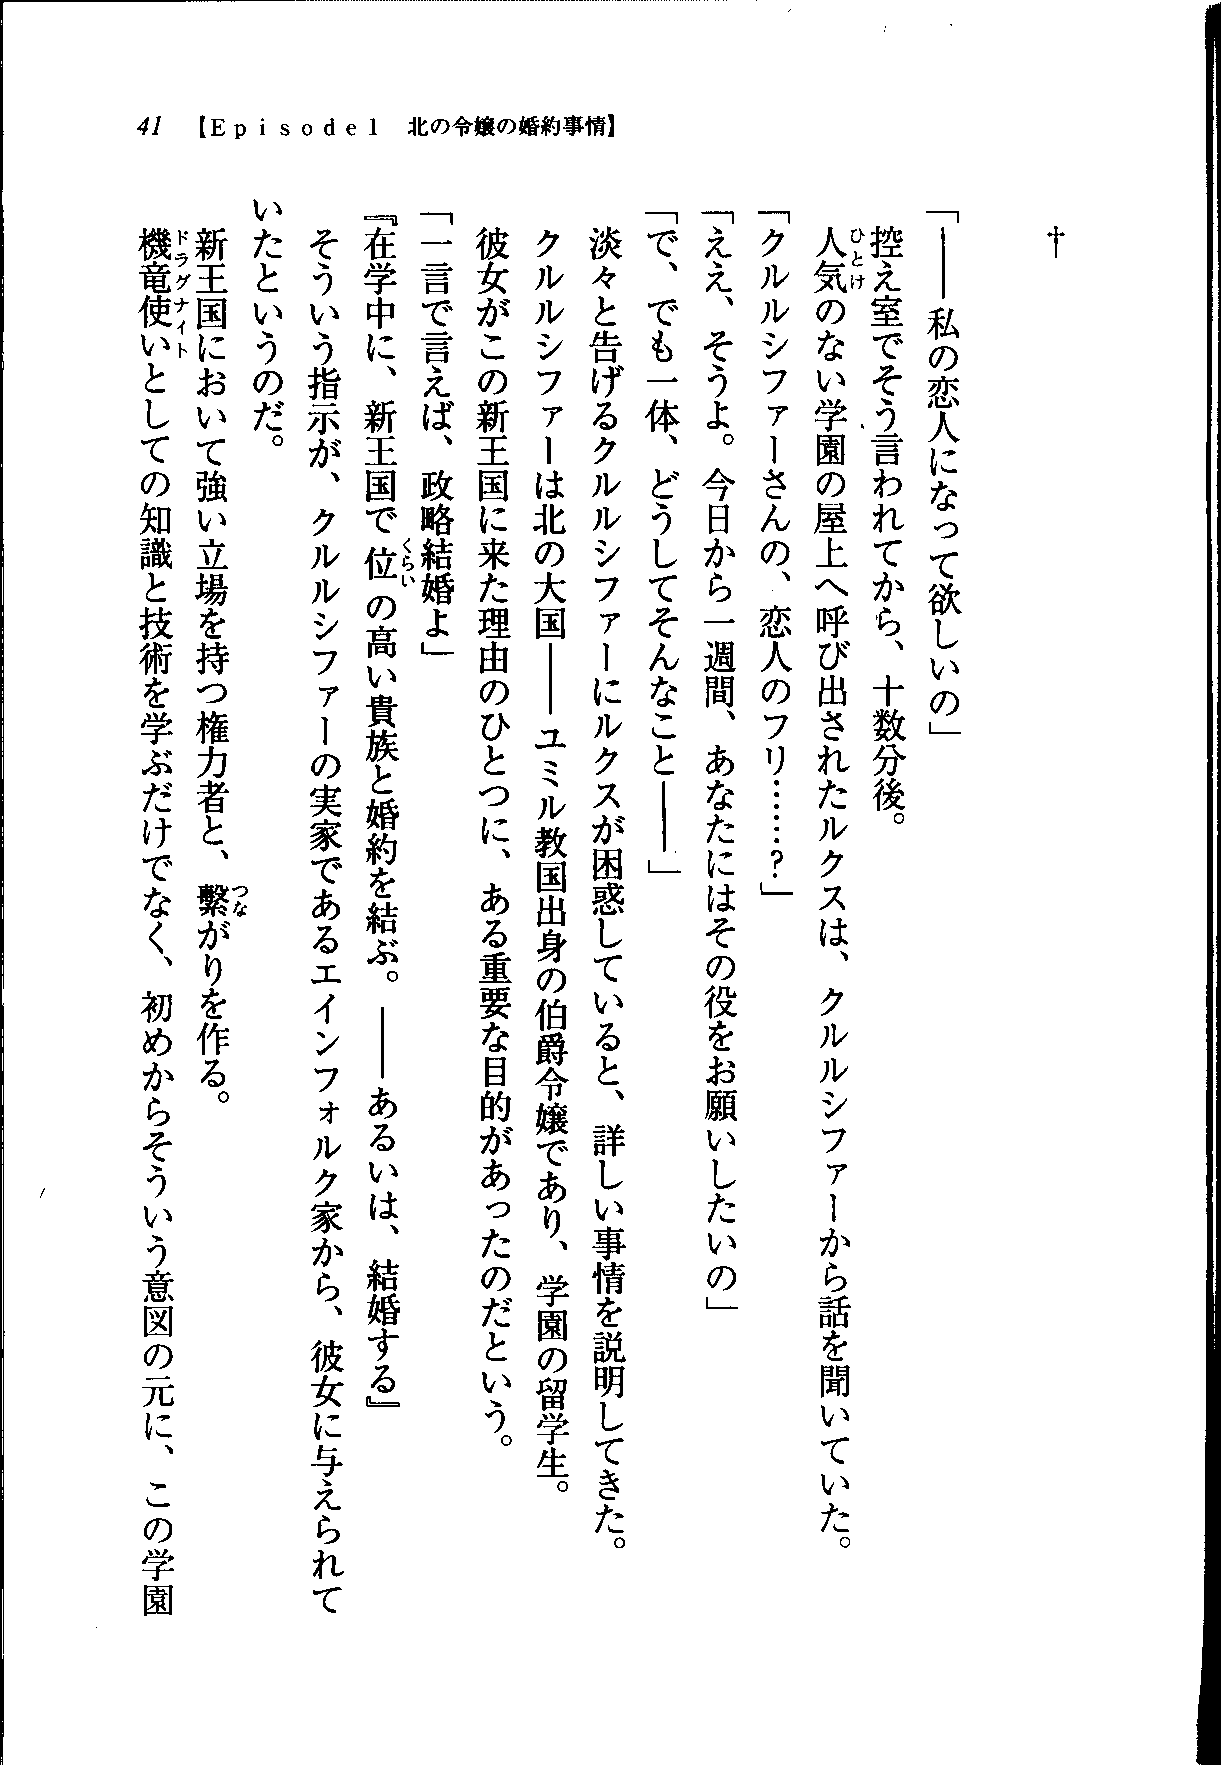 41 【Episode1 北の令嬢の婚約事情】
†
「――私の恋人になって欲しいの」
控え室でそう言われてから、十数分後。
人気のない学園の屋上へ呼び出されたルクスは、クルルシファーから話を聞いていた。
「クルルシファーさんの、恋人のフリ……？」
「ええ、そうよ。今日から一週間、あなたにはその役をお願いしたいの」
「で、でも一体、どうしてそんなこと――」
淡々と告げるクルルシファーにルクスが困惑していると、詳しい事情を説明してきた。
クルルシファーは北の大国――ユミル教国出身の伯爵令嬢であり、学園の留学生。
彼女がこの新王国に来た理由のひとつに、ある重要な目的があったのだという。
「一言で言えば、政略結婚よ」
『在学中に、新王国で位の高い貴族と婚約を結ぶ。――あるいは、結婚する』
そういう指示が、クルルシファーの実家であるエインフォルク家から、彼女に与えられて
いたというのだ。
新王国において強い立場を持つ権力者と、繋がりを作る。
機竜使いとしての知識と技術を学ぶだけでなく、初めからそういう意図の元に、この学園
ひとけ
くらい
つな
ドラグナイト